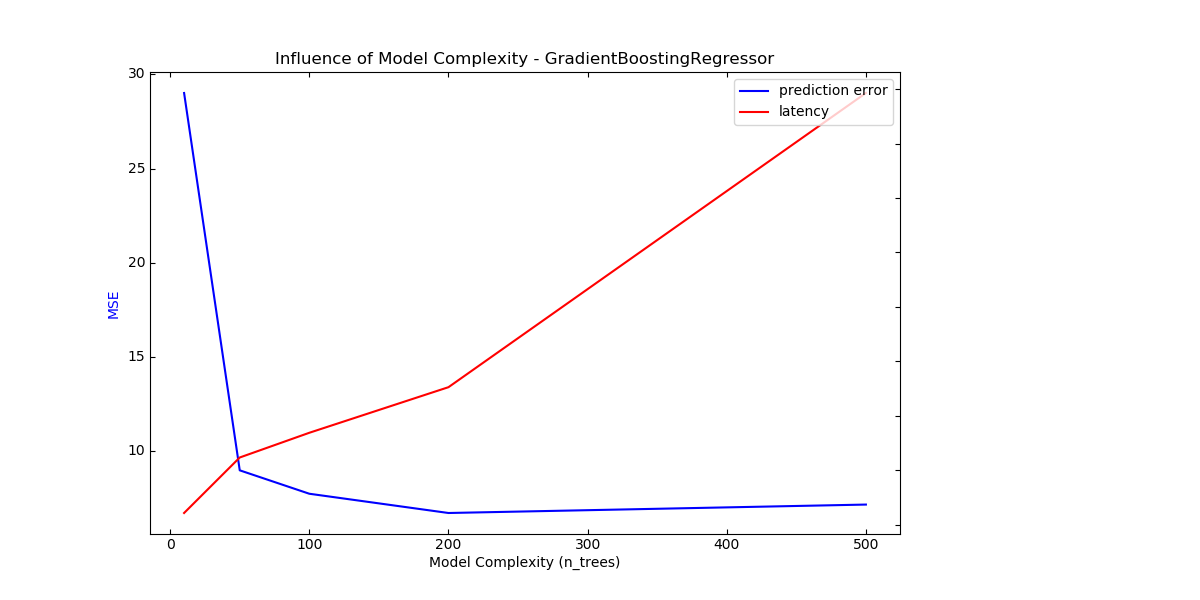 Influence of Model Complexity - GradientBoostingRegressor
prediction error
latency
30
25
20
15
10
MSE
0 100 200 300 400 500
Model Complexity (n_trees)